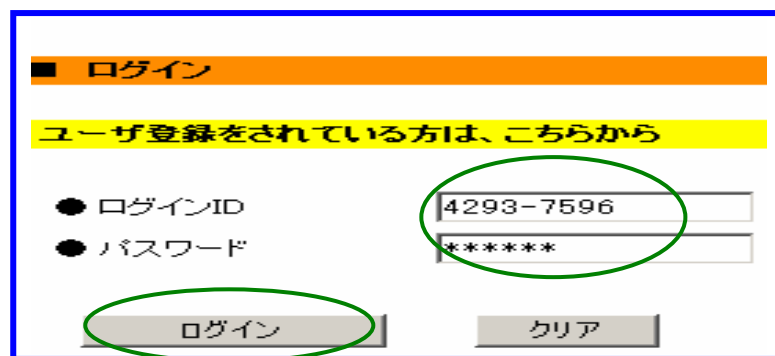 ■ ログイン
ユーザ登録をされている方は、こちらから
● ログインID 4293-7596
● パスワード ******
ログイン クリア